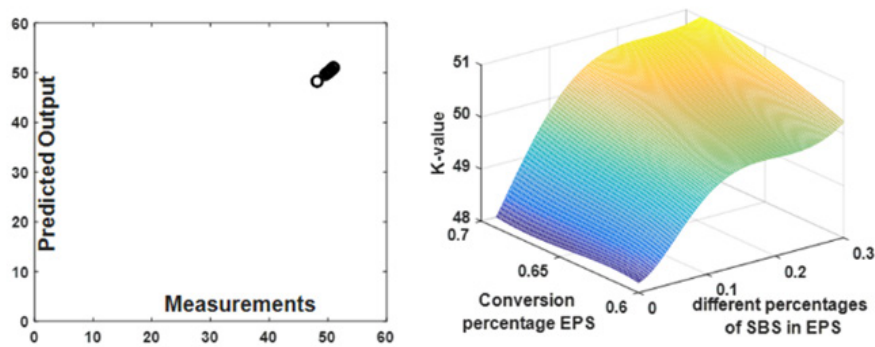 60
50
40
30
20
10
0
Predicted Output
Measurements
0 10 20 30 40 50 60
51
50
49
48
K-value
0.7
0.65
0.6
Conversion
percentage EPS
0
0.1
0.2
0.3
different percentages
of SBS in EPS